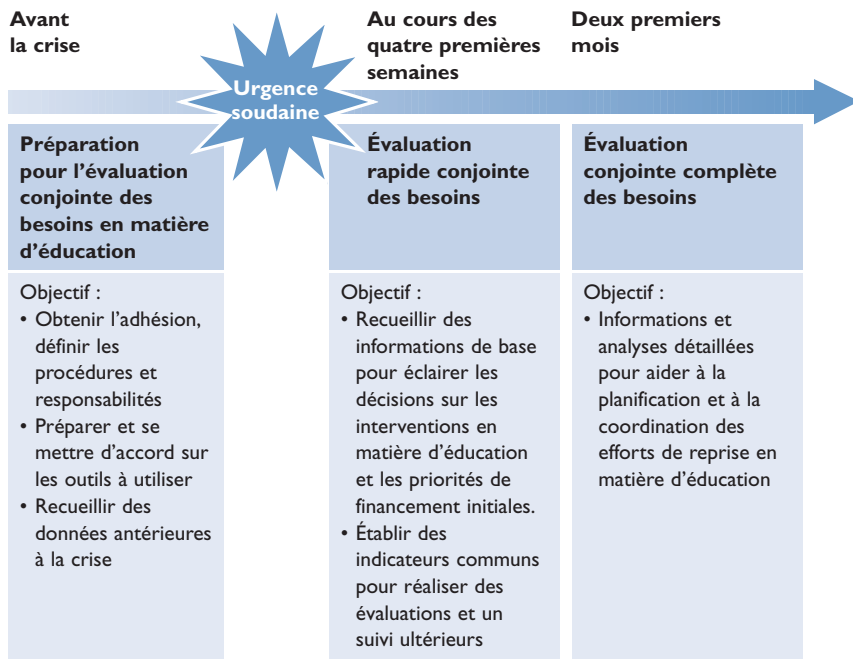 Avant
la crise
Urgence
soudaine
Au cours des
quatre premières
semaines
Deux premiers
mois
Préparation
pour l'évaluation
conjointe des
besoins en matière
d'éducation
Évaluation
rapide conjointe
des besoins
Évaluation
conjointe complète
des besoins
Objectif :
• Obtenir l'adhésion,
définir les
procédures et
responsabilités
• Préparer et se
mettre d'accord sur
les outils à utiliser
• Recueillir des
données antérieures
à la crise
Objectif :
• Recueillir des
informations de base
pour éclairer les
décisions sur les
interventions en
matière d'éducation
et les priorités de
financement initiales.
• Établir des
indicateurs communs
pour réaliser des
évaluations et un
suivi ultérieurs
Objectif :
• Informations et
analyses détaillées
pour aider à la
planification et à la
coordination des
efforts de reprise en
matière d'éducation